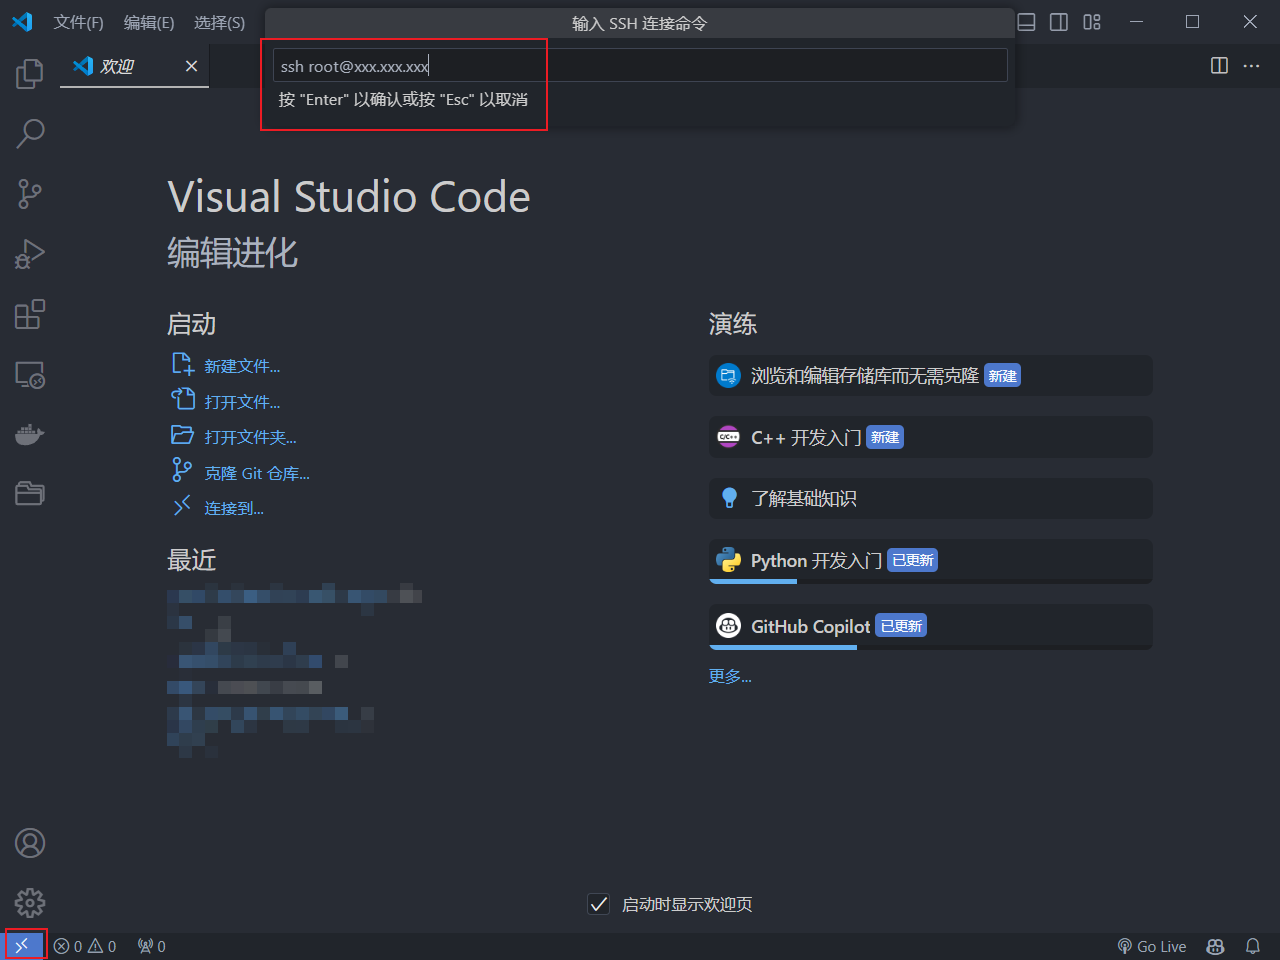 文件(F) 编辑(E) 选择(S)
输入 SSH 连接命令
欢迎
ssh root@xxx.xxx.xxx
按 "Enter" 以确认或按 "Esc" 以取消
Visual Studio Code
编辑进化
启动
新建文件...
打开文件...
打开文件夹...
克隆 Git 仓库...
连接到...
最近
演练
浏览和编辑存储库而无需克隆 新建
C++ 开发入门 新建
了解基础知识
Python 开发入门 已更新
GitHub Copilot 已更新
更多...
启动时显示欢迎页
0 0 0
Go Live